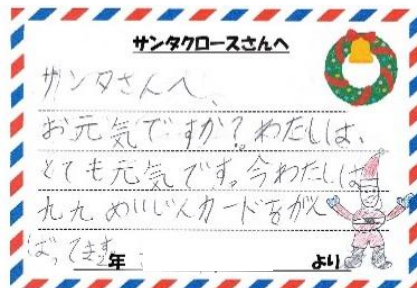 サンタクロースさんへ
サンタさんへ、
お元気ですか?わたしは、
とても元気です。今わたしは
九九めいじんカードをがん
ばってます
年 より